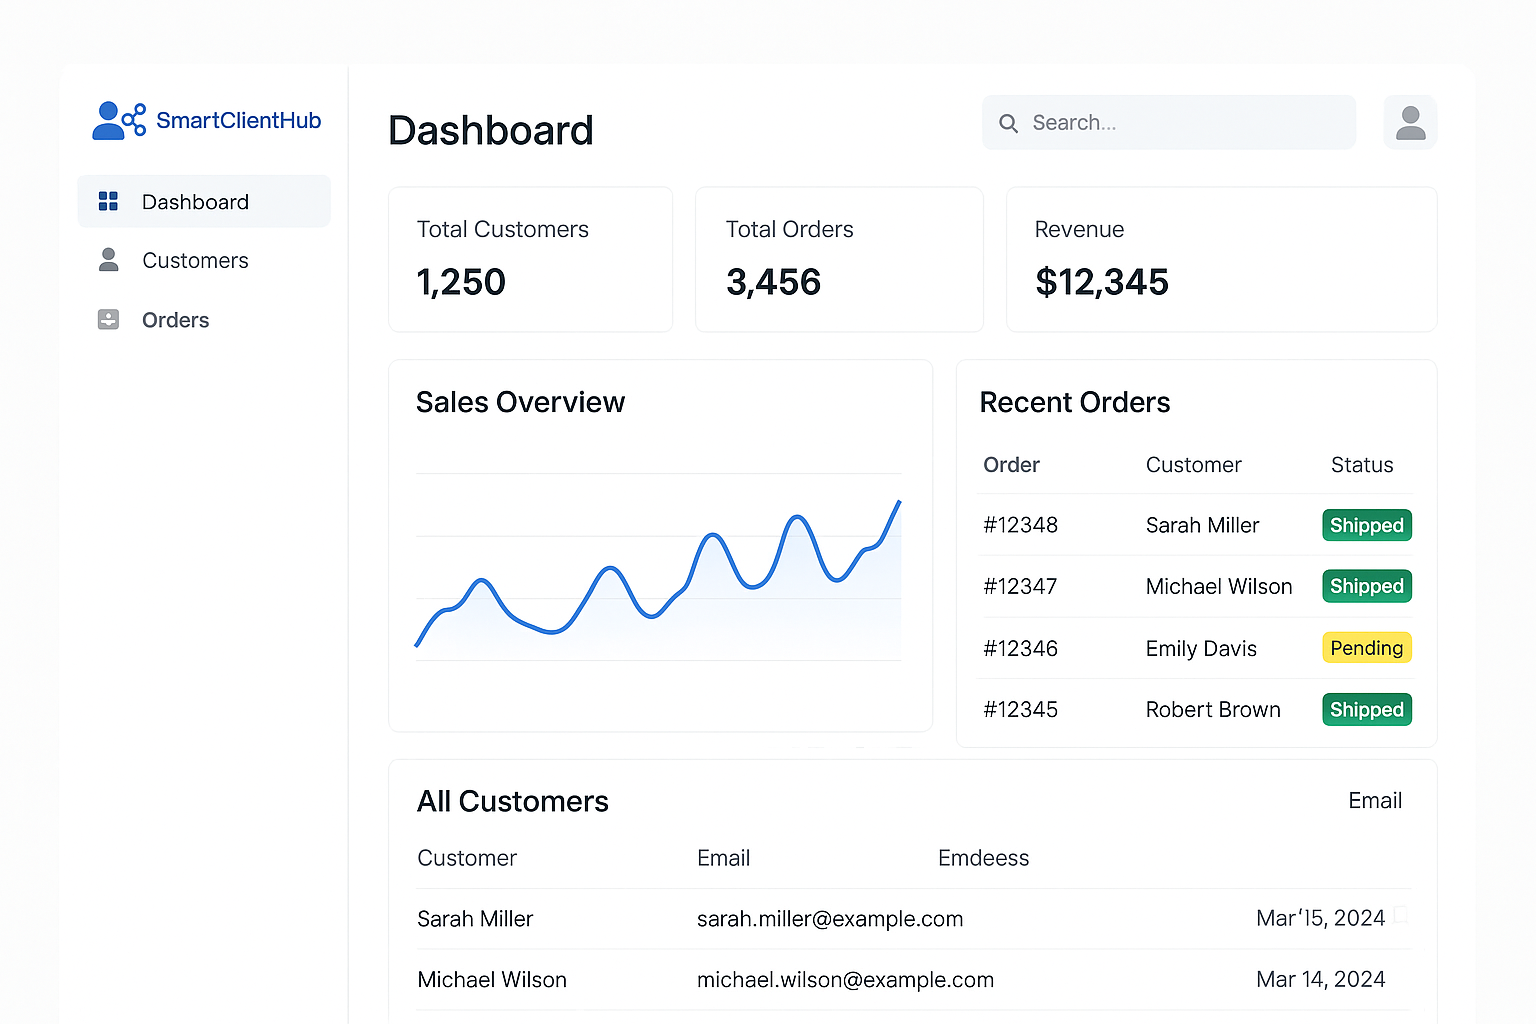 SmartClientHub
Dashboard
Customers
Orders
Dashboard
Search...
Total Customers
1,250
Total Orders
3,456
Revenue
$12,345
Sales Overview
Recent Orders
Order Customer Status
#12348 Sarah Miller Shipped
#12347 Michael Wilson Shipped
#12346 Emily Davis Pending
#12345 Robert Brown Shipped
All Customers Email
Customer Email Emdeess
Sarah Miller sarah.miller@example.com Mar‘15, 2024
Michael Wilson michael.wilson@example.com Mar 14, 2024